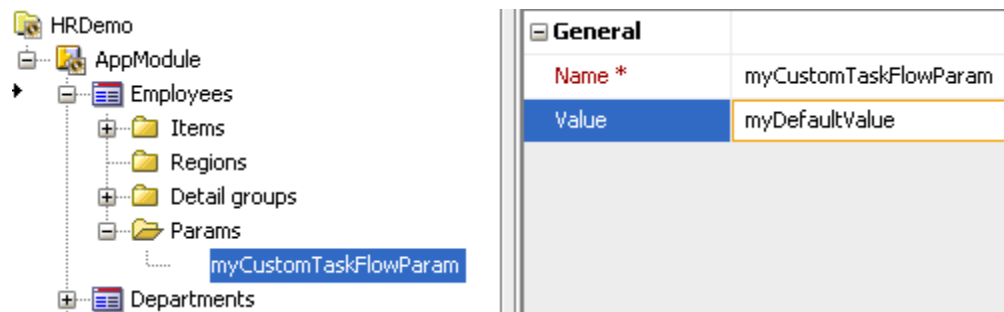 HRDemo
AppModule
Employees
Items
Regions
Detail groups
Params
myCustomTaskFlowParam
Departments
General
Name * myCustomTaskFlowParam
Value myDefaultValue